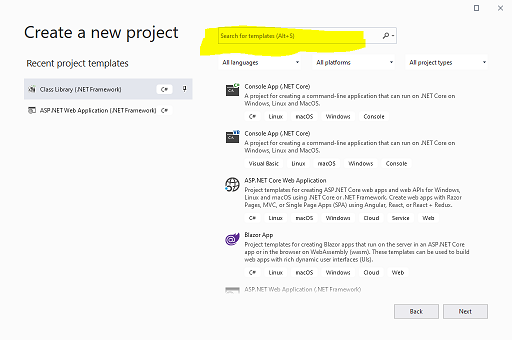 Create a new project
Search for templates (Alt+S)
Recent project templates
All languages
All platforms
All project types
Class Library (.NET Framework)
C#
ASP.NET Web Application (.NET Framework)
C#
Console App (.NET Core)
A project for creating a command-line application that can run on .NET Core on
Windows, Linux and MacOS.
C# Linux macOS Windows Console
Console App (.NET Core)
A project for creating a command-line application that can run on .NET Core on
Windows, Linux and MacOS.
Visual Basic Linux macOS Windows Console
ASP.NET Core Web Application
Project templates for creating ASP.NET Core web apps and web APIs for Windows,
Linux and macOS using .NET Core or .NET Framework. Create web apps with Razor
Pages, MVC, or Single Page Apps (SPA) using Angular, React, or React + Redux.
C# Linux macOS Windows Cloud Service Web
Blazor App
Project templates for creating Blazor apps that run on the server in an ASP.NET Core
app or in the browser on WebAssembly (wasm). These templates can be used to build
web apps with rich dynamic user interfaces (UIs).
C# Linux macOS Windows Cloud Web
ASP.NET Web Application (.NET Framework)
Back
Next